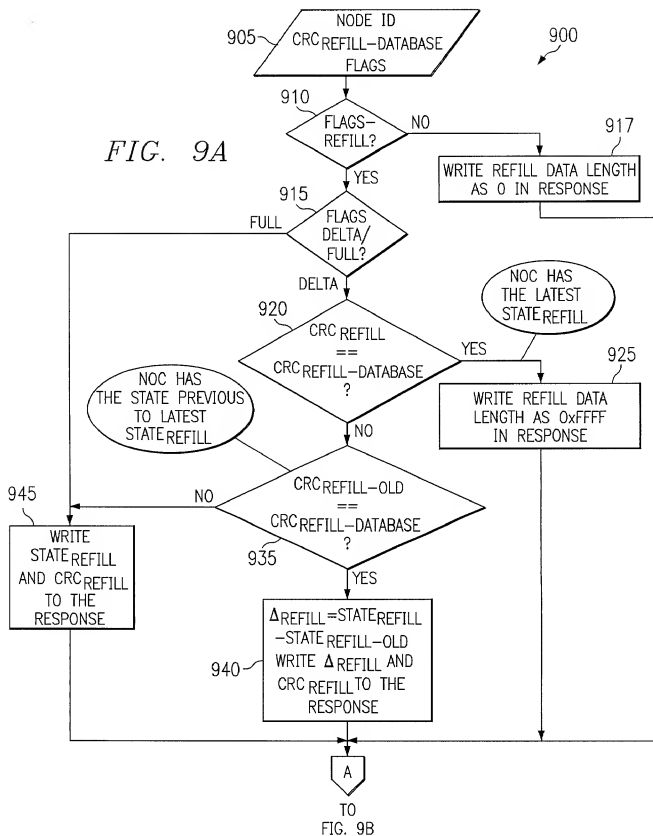 905
NODE ID
CRC REFILL-DATABASE
FLAGS
900
910
FLAGS-
REFILL?
NO
917
WRITE REFILL DATA LENGTH
AS 0 IN RESPONSE
FIG. 9A
YES
915
FULL
FLAGS
DELTA/
FULL?
DELTA
NOC HAS
THE LATEST
STATE REFILL
920
CRC REFILL
==
CRC REFILL-DATABASE
?
YES
925
WRITE REFILL DATA
LENGTH AS 0xFFFF
IN RESPONSE
NOC HAS
THE STATE PREVIOUS
TO LATEST
STATE REFILL
NO
CRC REFILL-OLD
==
CRC REFILL-DATABASE
?
935
NO
945
WRITE
STATE REFILL
AND CRC REFILL
TO THE
RESPONSE
YES
940
Δ REFILL=STATE REFILL
-STATE REFILL-OLD
WRITE Δ REFILL AND
CRC REFILL TO THE
RESPONSE
A
TO
FIG. 9B